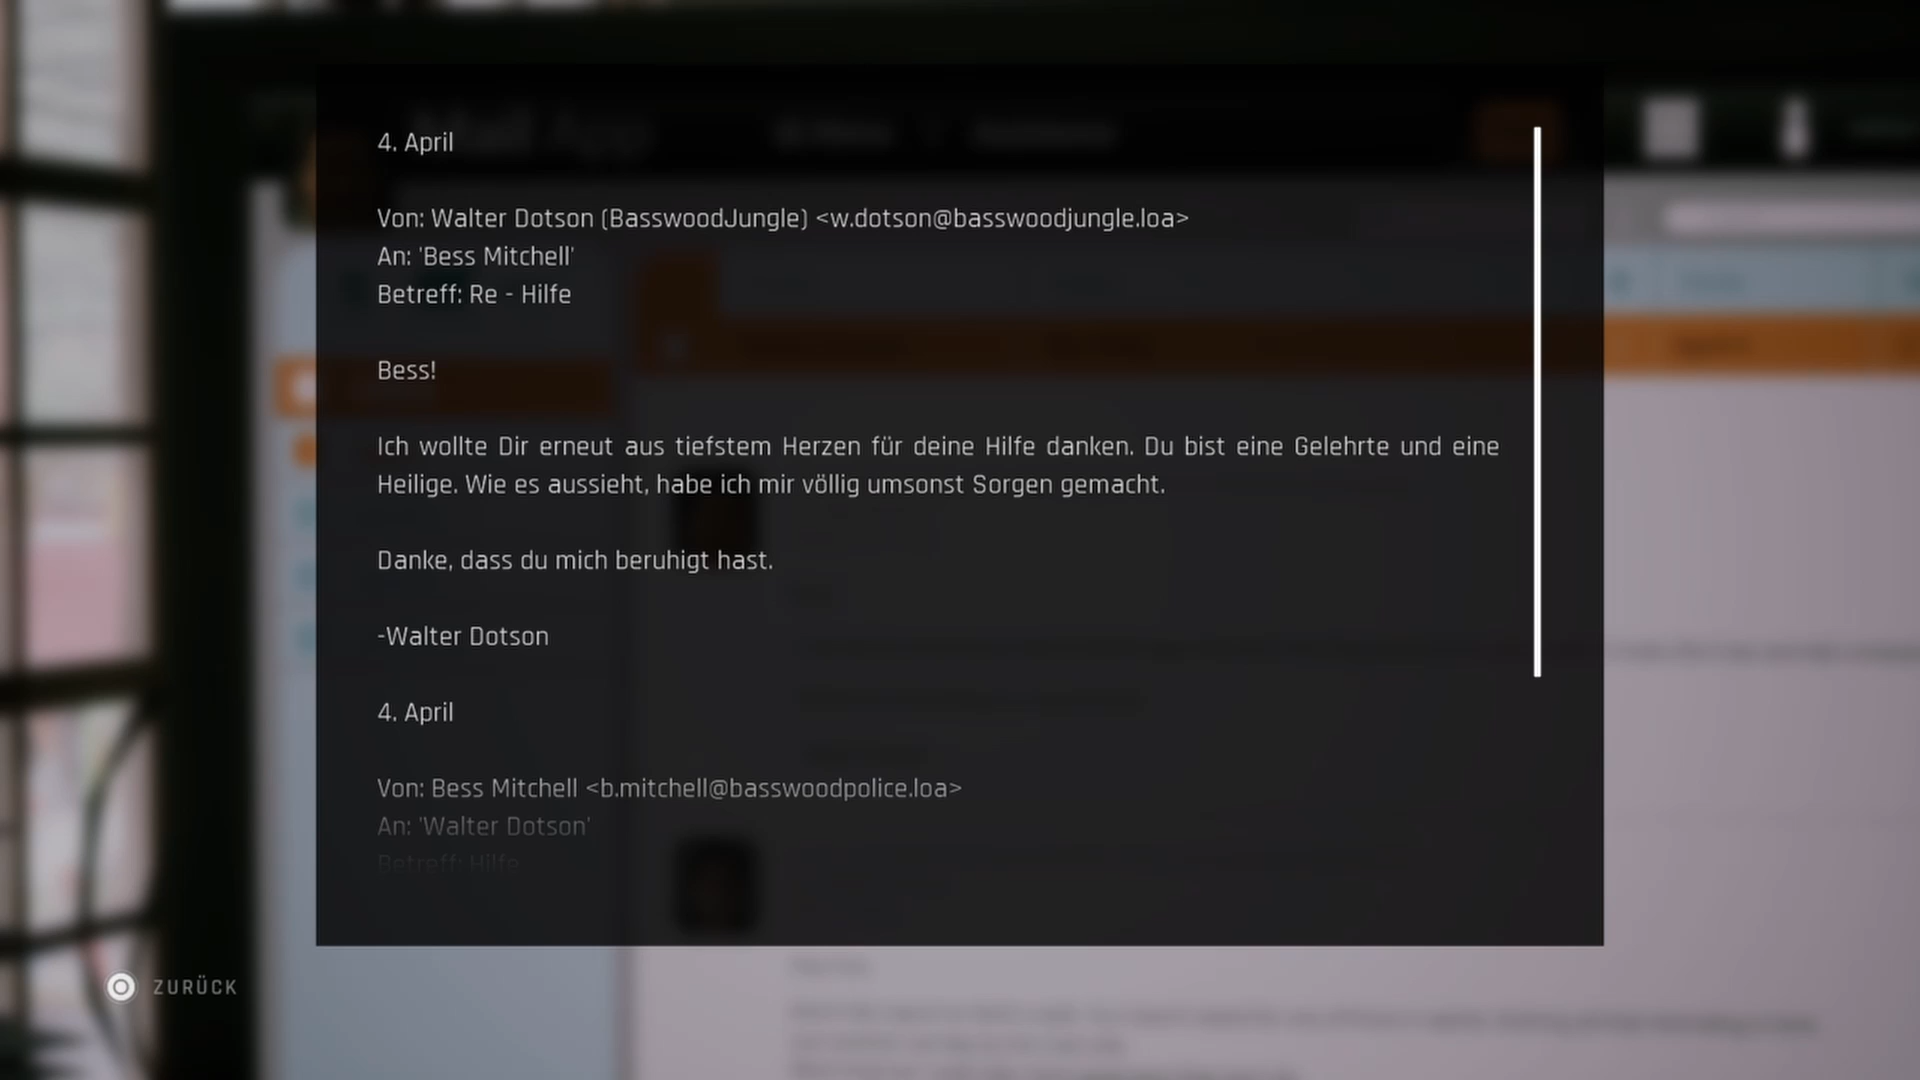 4. April
Von: Walter Dotson (BasswoodJungle) <w.dotson@basswoodjungle.loa>
An: 'Bess Mitchell'
Betreff: Re - Hilfe
Bess!
Ich wollte Dir erneut aus tiefstem Herzen für deine Hilfe danken. Du bist eine Gelehrte und eine
Heilige. Wie es aussieht, habe ich mir völlig umsonst Sorgen gemacht.
Danke, dass du mich beruhigt hast.
-Walter Dotson
4. April
Von: Bess Mitchell <b.mitchell@basswoodpolice.loa>
An: 'Walter Dotson'
Betreff: Hilfe
ZURÜCK